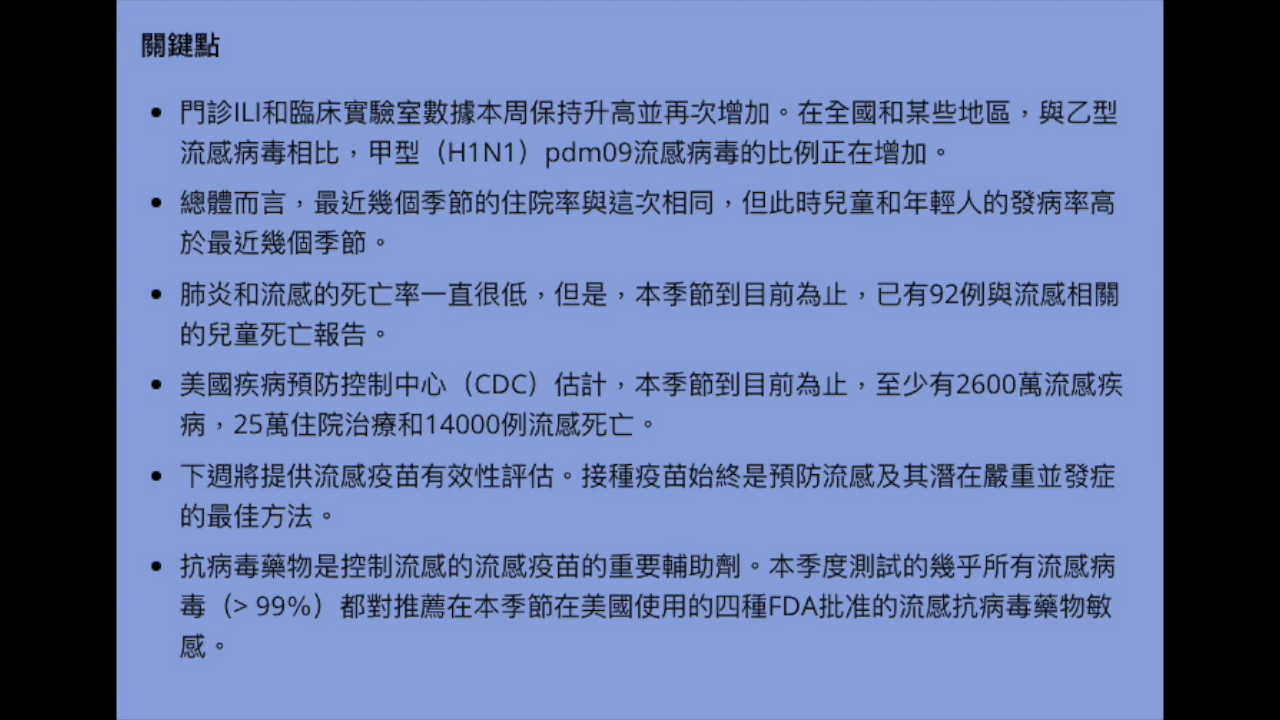 關鍵點
• 門診ILI和臨床實驗室數據本周保持升高並再次增加。在全國和某些地區，與乙型
流感病毒相比，甲型（H1N1）pdm09流感病毒的比例正在增加。
• 總體而言，最近幾個季節的住院率與這次相同，但此時兒童和年輕人的發病率高
於最近幾個季節。
• 肺炎和流感的死亡率一直很低，但是，本季節到目前為止，已有92例與流感相關
的兒童死亡報告。
• 美國疾病預防控制中心（CDC）估計，本季節到目前為止，至少有2600萬流感疾
病，25萬住院治療和14000例流感死亡。
• 下週將提供流感疫苗有效性評估。接種疫苗始終是預防流感及其潛在嚴重並發症
的最佳方法。
• 抗病毒藥物是控制流感的流感疫苗的重要輔助劑。本季度測試的幾乎所有流感病
毒（> 99%）都對推薦在本季節在美國使用的四種FDA批准的流感抗病毒藥物敏
感。